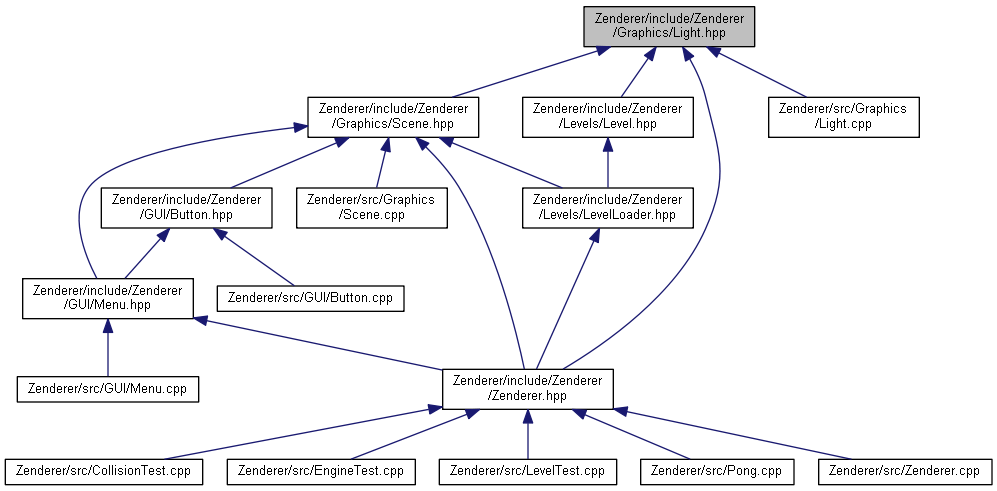 Zenderer/include/Zenderer
/Graphics/Light.hpp
Zenderer/include/Zenderer
/Graphics/Scene.hpp
Zenderer/include/Zenderer
/Levels/Level.hpp
Zenderer/src/Graphics
/Light.cpp
Zenderer/include/Zenderer
/GUI/Button.hpp
Zenderer/src/Graphics
/Scene.cpp
Zenderer/include/Zenderer
/Levels/LevelLoader.hpp
Zenderer/include/Zenderer
/GUI/Menu.hpp
Zenderer/src/GUI/Button.cpp
Zenderer/src/GUI/Menu.cpp
Zenderer/include/Zenderer
/Zenderer.hpp
Zenderer/src/CollisionTest.cpp
Zenderer/src/EngineTest.cpp
Zenderer/src/LevelTest.cpp
Zenderer/src/Pong.cpp
Zenderer/src/Zenderer.cpp